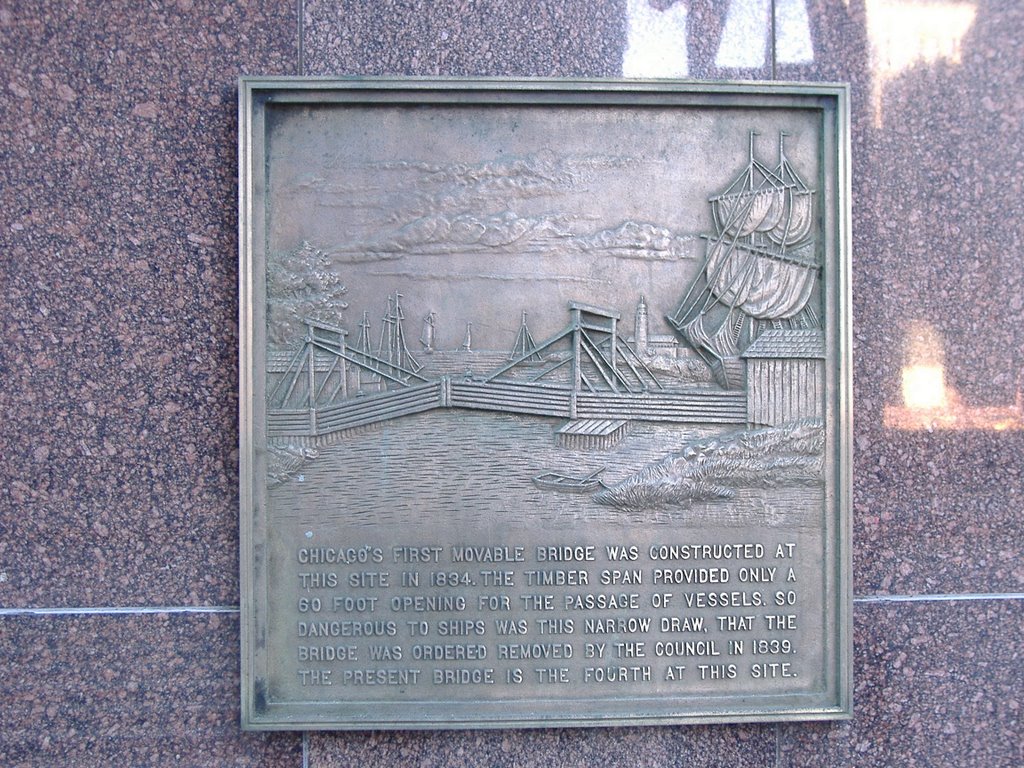 CHICAGO'S FIRST MOVABLE BRIDGE WAS CONSTRUCTED AT
THIS SITE IN 1834. THE TIMBER SPAN PROVIDED ONLY A
60 FOOT OPENING FOR THE PASSAGE OF VESSELS. SO
DANGEROUS TO SHIPS WAS THIS NARROW DRAW, THAT THE
BRIDGE WAS ORDERED REMOVED BY THE COUNCIL IN 1839.
THE PRESENT BRIDGE IS THE FOURTH AT THIS SITE.